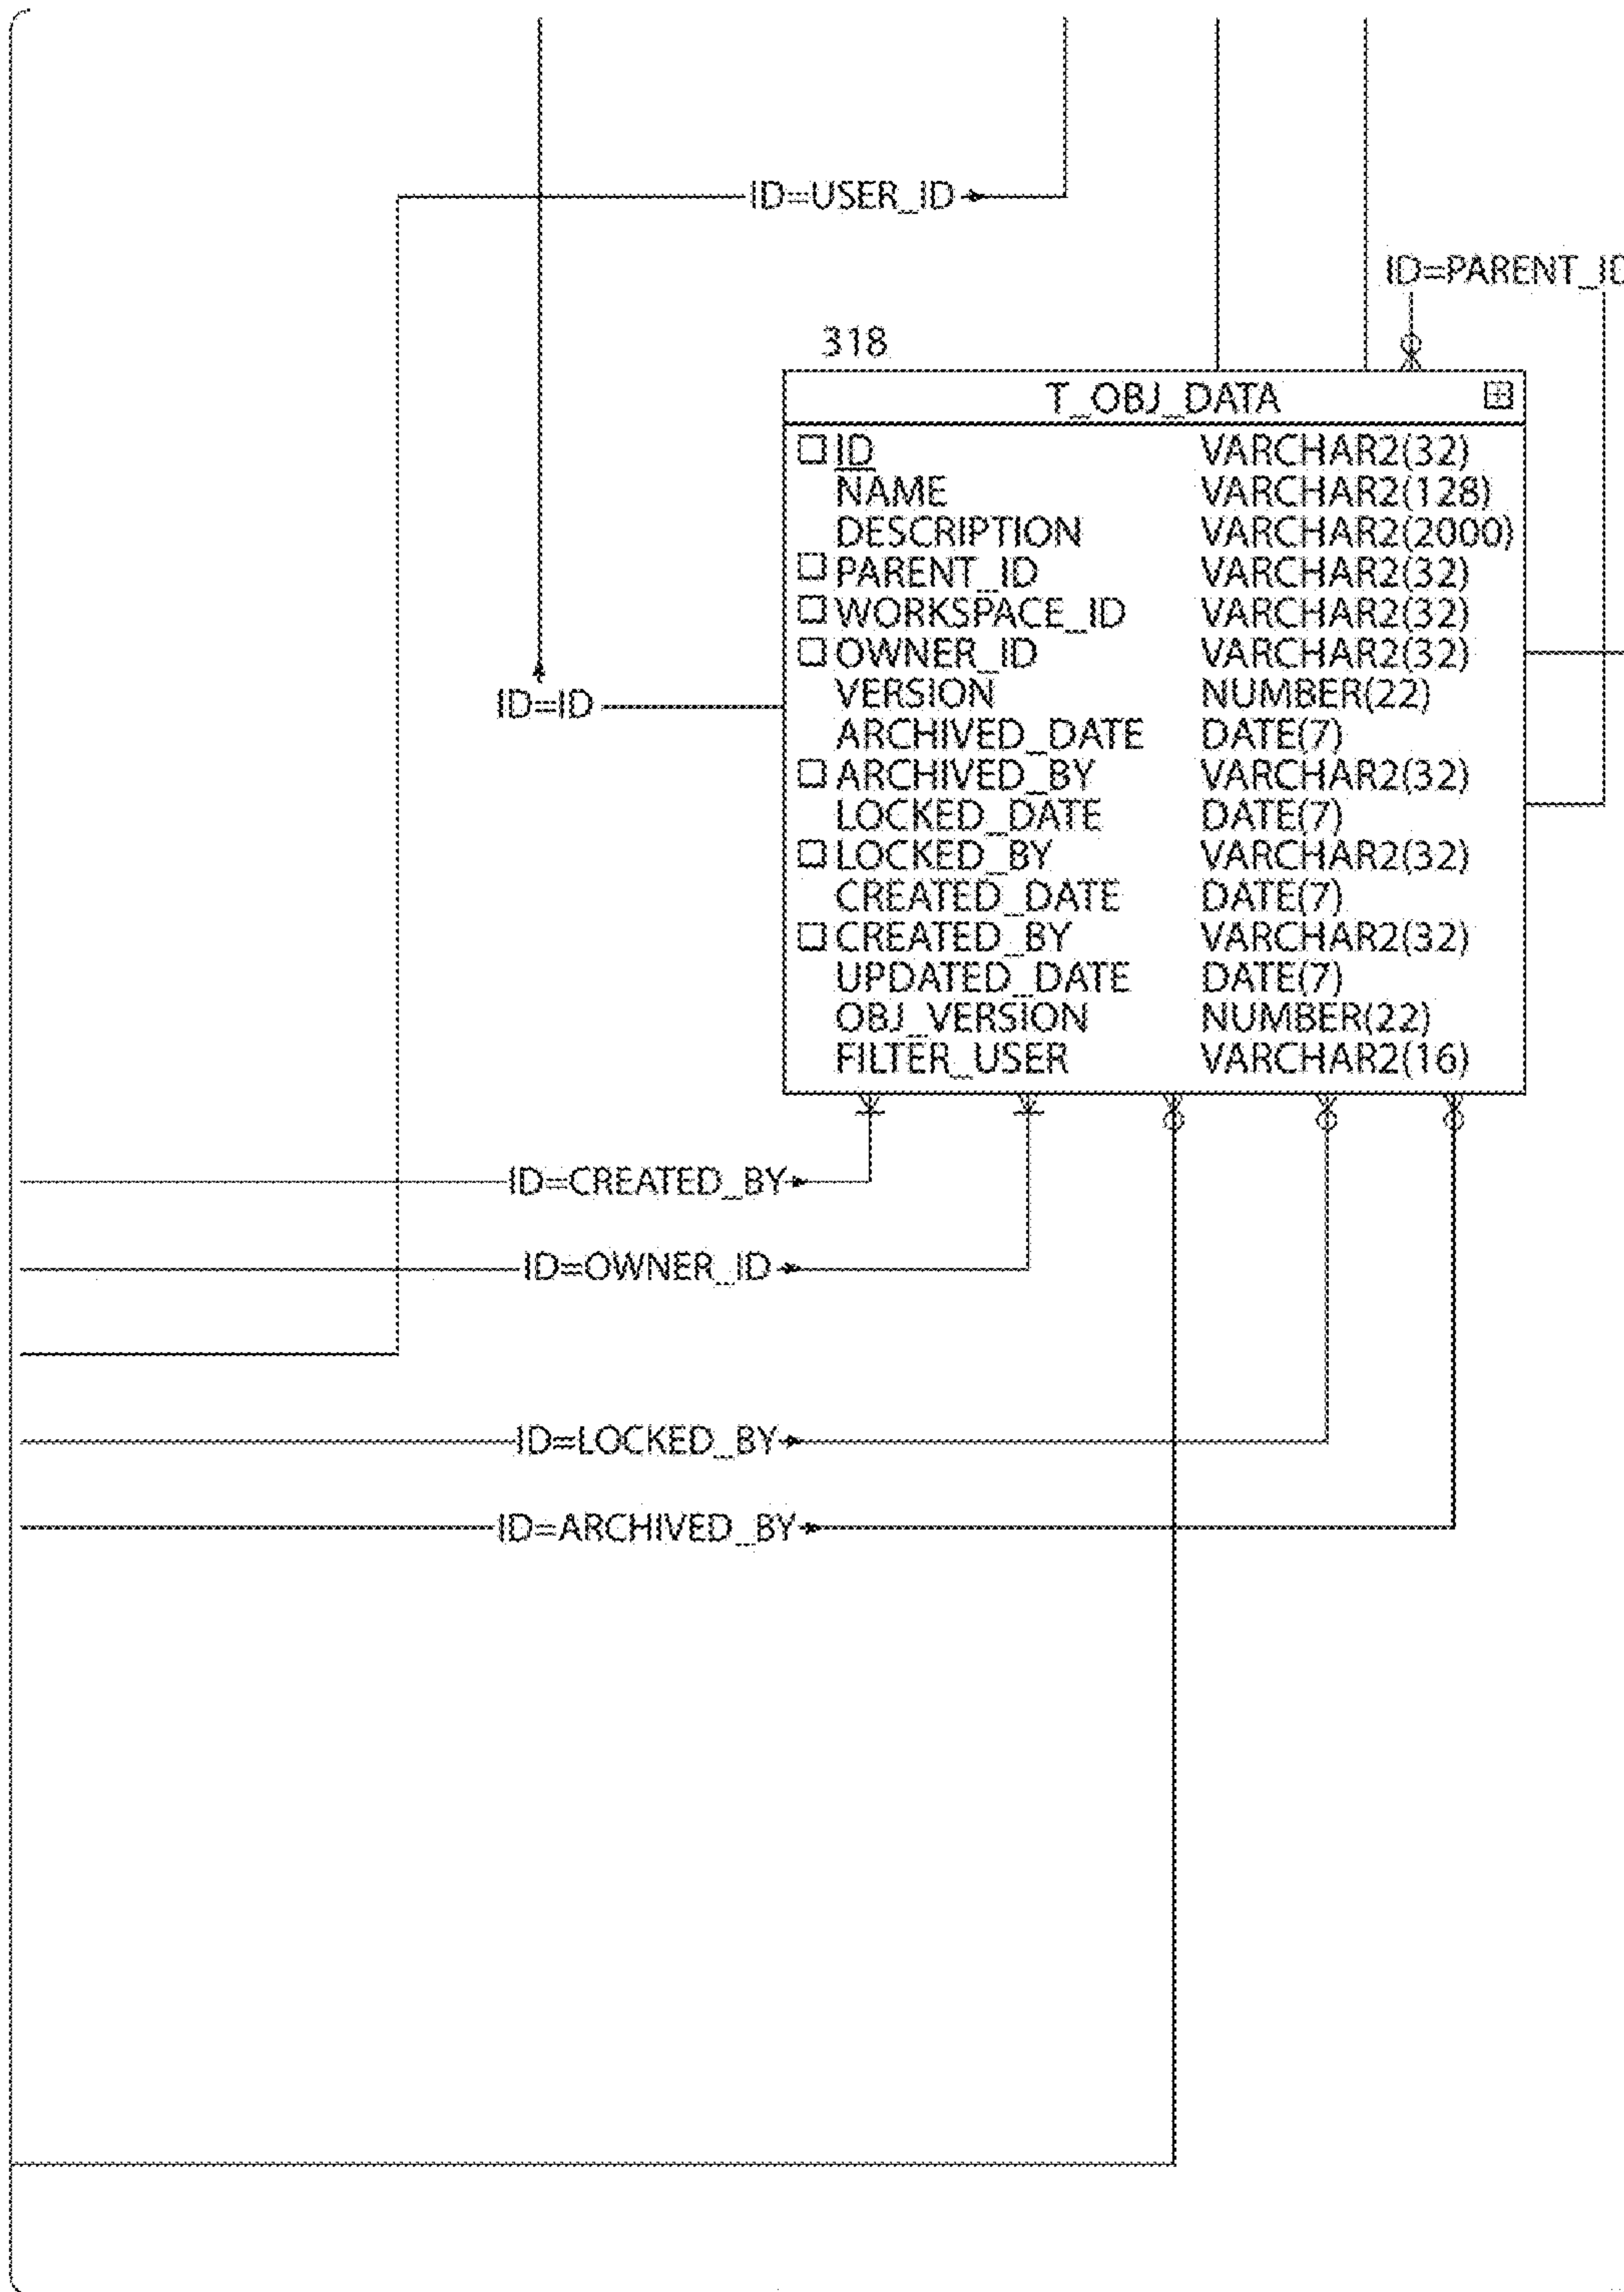 ID=USER_ID
ID=PARENT_ID
318
T_OBJ_DATA
ID VARCHAR2(32)
NAME VARCHAR2(128)
DESCRIPTION VARCHAR2(2000)
PARENT_ID VARCHAR2(32)
WORKSPACE_ID VARCHAR2(32)
OWNER_ID VARCHAR2(32)
VERSION NUMBER(22)
ID=ID
ARCHIVED_DATE DATE(7)
ARCHIVED_BY VARCHAR2(32)
LOCKED_DATE DATE(7)
LOCKED_BY VARCHAR2(32)
CREATED_DATE DATE(7)
CREATED_BY VARCHAR2(32)
UPDATED_DATE DATE(7)
OBJ_VERSION NUMBER(22)
FILTER_USER VARCHAR2(16)
ID=CREATED_BY
ID=OWNER_ID
ID=LOCKED_BY
ID=ARCHIVED_BY